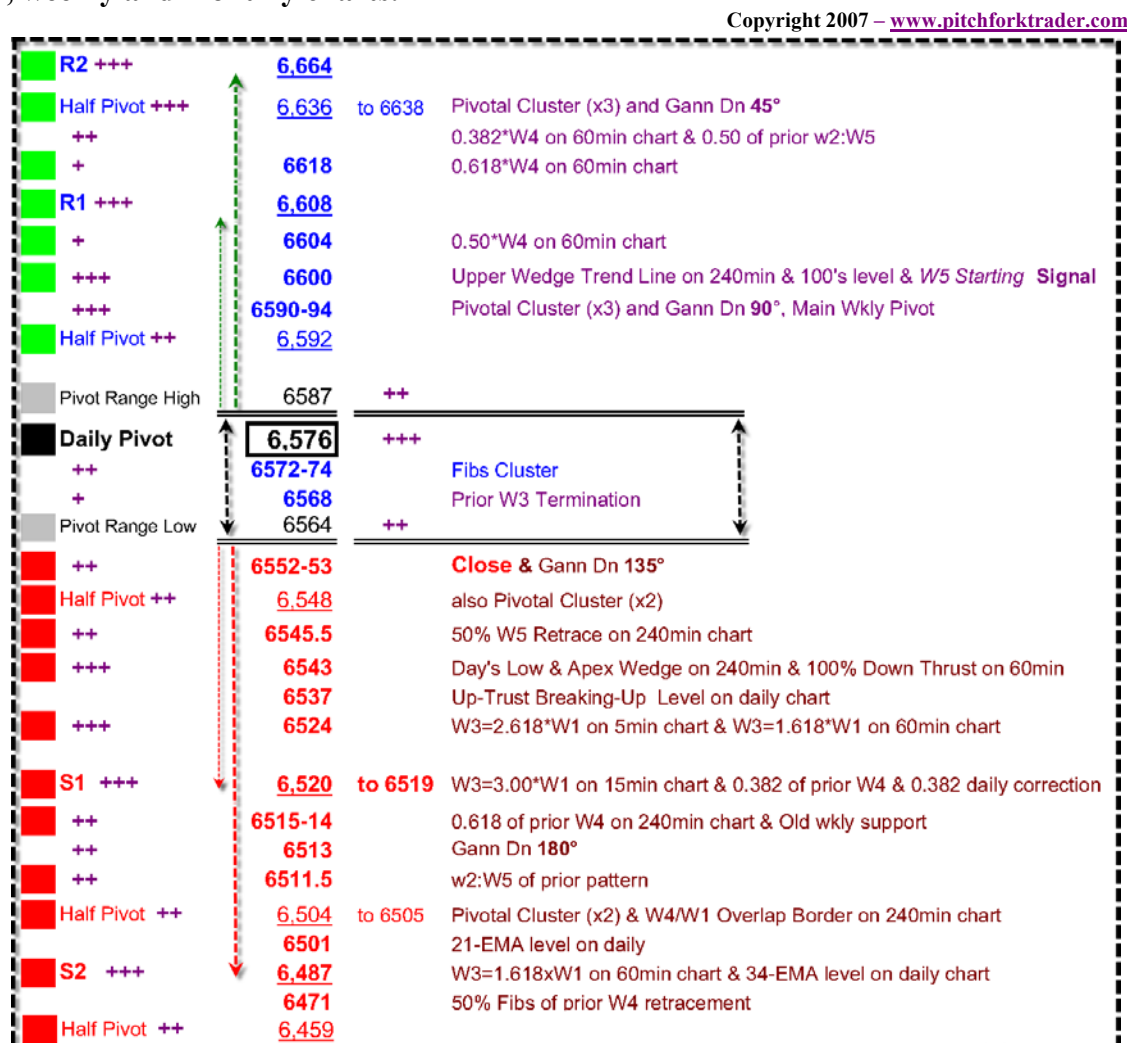 Copyright 2007 – www.pitchforktrader.com
R2 +++ 6,664
Half Pivot +++ 6,636 to 6638 Pivotal Cluster (x3) and Gann Dn 45°
++ 0.382*W4 on 60min chart & 0.50 of prior w2:W5
+ 6618 0.618*W4 on 60min chart
R1 +++ 6,608
+ 6604 0.50*W4 on 60min chart
+++ 6600 Upper Wedge Trend Line on 240min & 100's level & W5 Starting Signal
+++ 6590-94 Pivotal Cluster (x3) and Gann Dn 90°, Main Wkly Pivot
Half Pivot ++ 6,592
Pivot Range High 6587 ++
Daily Pivot 6,576 +++
++ 6572-74 Fibs Cluster
+ 6568 Prior W3 Termination
Pivot Range Low 6564 ++
++ 6552-53 Close & Gann Dn 135°
Half Pivot ++ 6,548 also Pivotal Cluster (x2)
++ 6545.5 50% W5 Retrace on 240min chart
+++ 6543 Day's Low & Apex Wedge on 240min & 100% Down Thrust on 60min
6537 Up-Trust Breaking-Up Level on daily chart
+++ 6524 W3=2.618*W1 on 5min chart & W3=1.618*W1 on 60min chart
S1 +++ 6,520 to 6519 W3=3.00*W1 on 15min chart & 0.382 of prior W4 & 0.382 daily correction
++ 6515-14 0.618 of prior W4 on 240min chart & Old wkly support
++ 6513 Gann Dn 180°
++ 6511.5 w2:W5 of prior pattern
Half Pivot ++ 6,504 to 6505 Pivotal Cluster (x2) & W4/W1 Overlap Border on 240min chart
6501 21-EMA level on daily
S2 +++ 6,487 W3=1.618xW1 on 60min chart & 34-EMA level on daily chart
6471 50% Fibs of prior W4 retracement
Half Pivot ++ 6,459